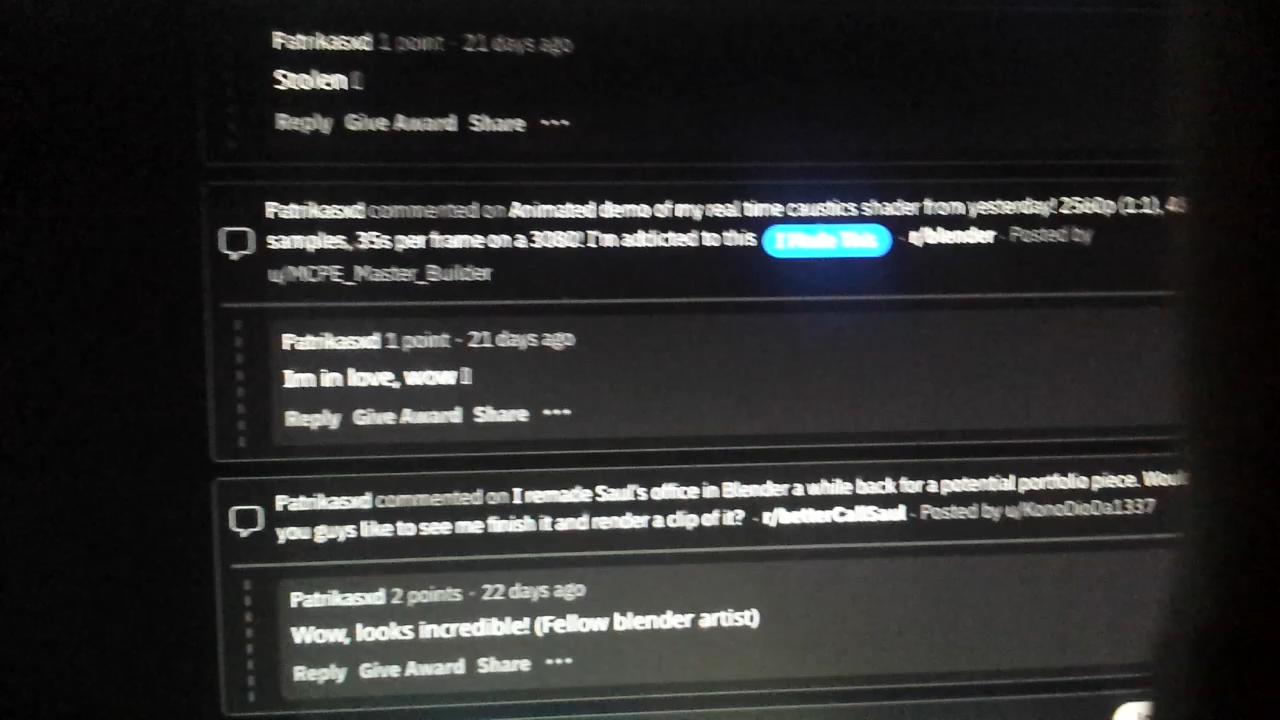 Patrikasxd 1 point · 21 days ago
Stolen
Reply Give Award Share ···
Patrikasxd commented on Animated demo of my real time caustics shader from yesterday! 2560p (1:1),
samples, 35s per frame on a 3080! I'm addicted to this I Made This · r/blender · Posted by
u/MCPE_Master_Builder
Patrikasxd 1 point · 21 days ago
Im in love, wow
Reply Give Award Share ···
Patrikasxd commented on I remade Saul's office in Blender a while back for a potential portfolio piece. Woul
you guys like to see me finish it and render a clip of it? · r/betterCallSaul · Posted by u/KonoDioDa1337
Patrikasxd 2 points · 22 days ago
Wow, looks incredible! (Fellow blender artist)
Reply Give Award Share ···